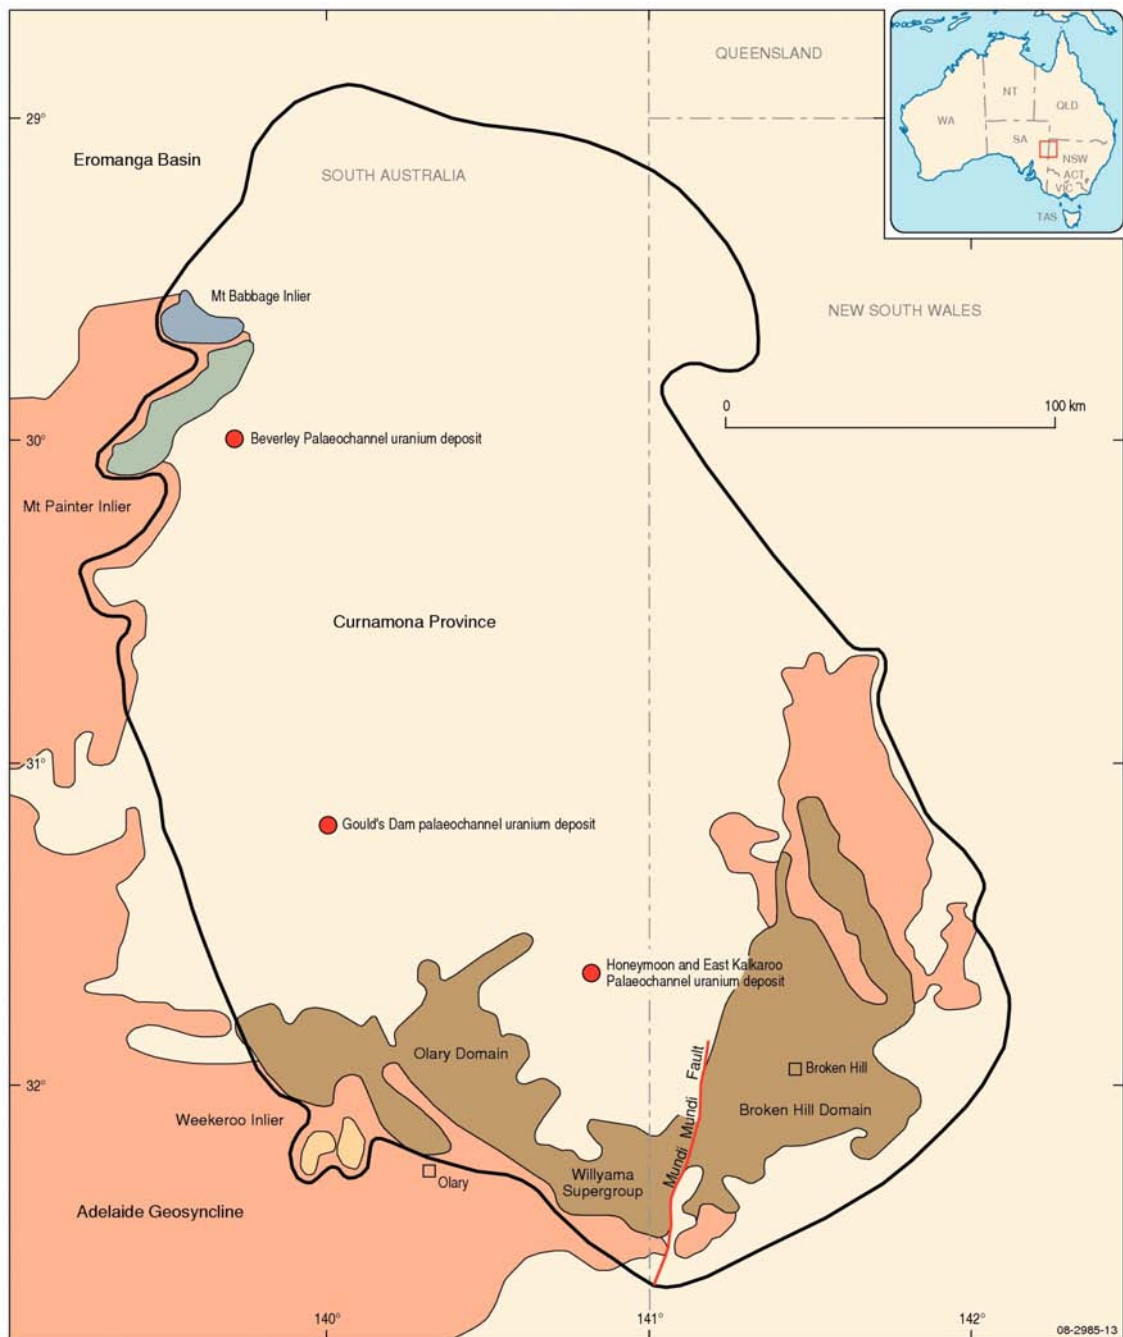 QUEENSLAND
NT
QLD
WA
SA
NSW
ACT
VIC
TAS
29°
Eromanga Basin
SOUTH AUSTRALIA
Mt Babbage Inlier
NEW SOUTH WALES
0
100 km
30°
Beverley Palaeochannel uranium deposit
Mt Painter Inlier
Curnamona Province
31°
Gould's Dam palaeochannel uranium deposit
Honeymoon and East Kalkaroo
Palaeochannel uranium deposit
Olary Domain
Mundi Mundi Fault
Broken Hill
32°
Broken Hill Domain
Weekeroo Inlier
Willyama
Supergroup
Olary
Adelaide Geosyncline
140°
141°
142°
08-2985-13